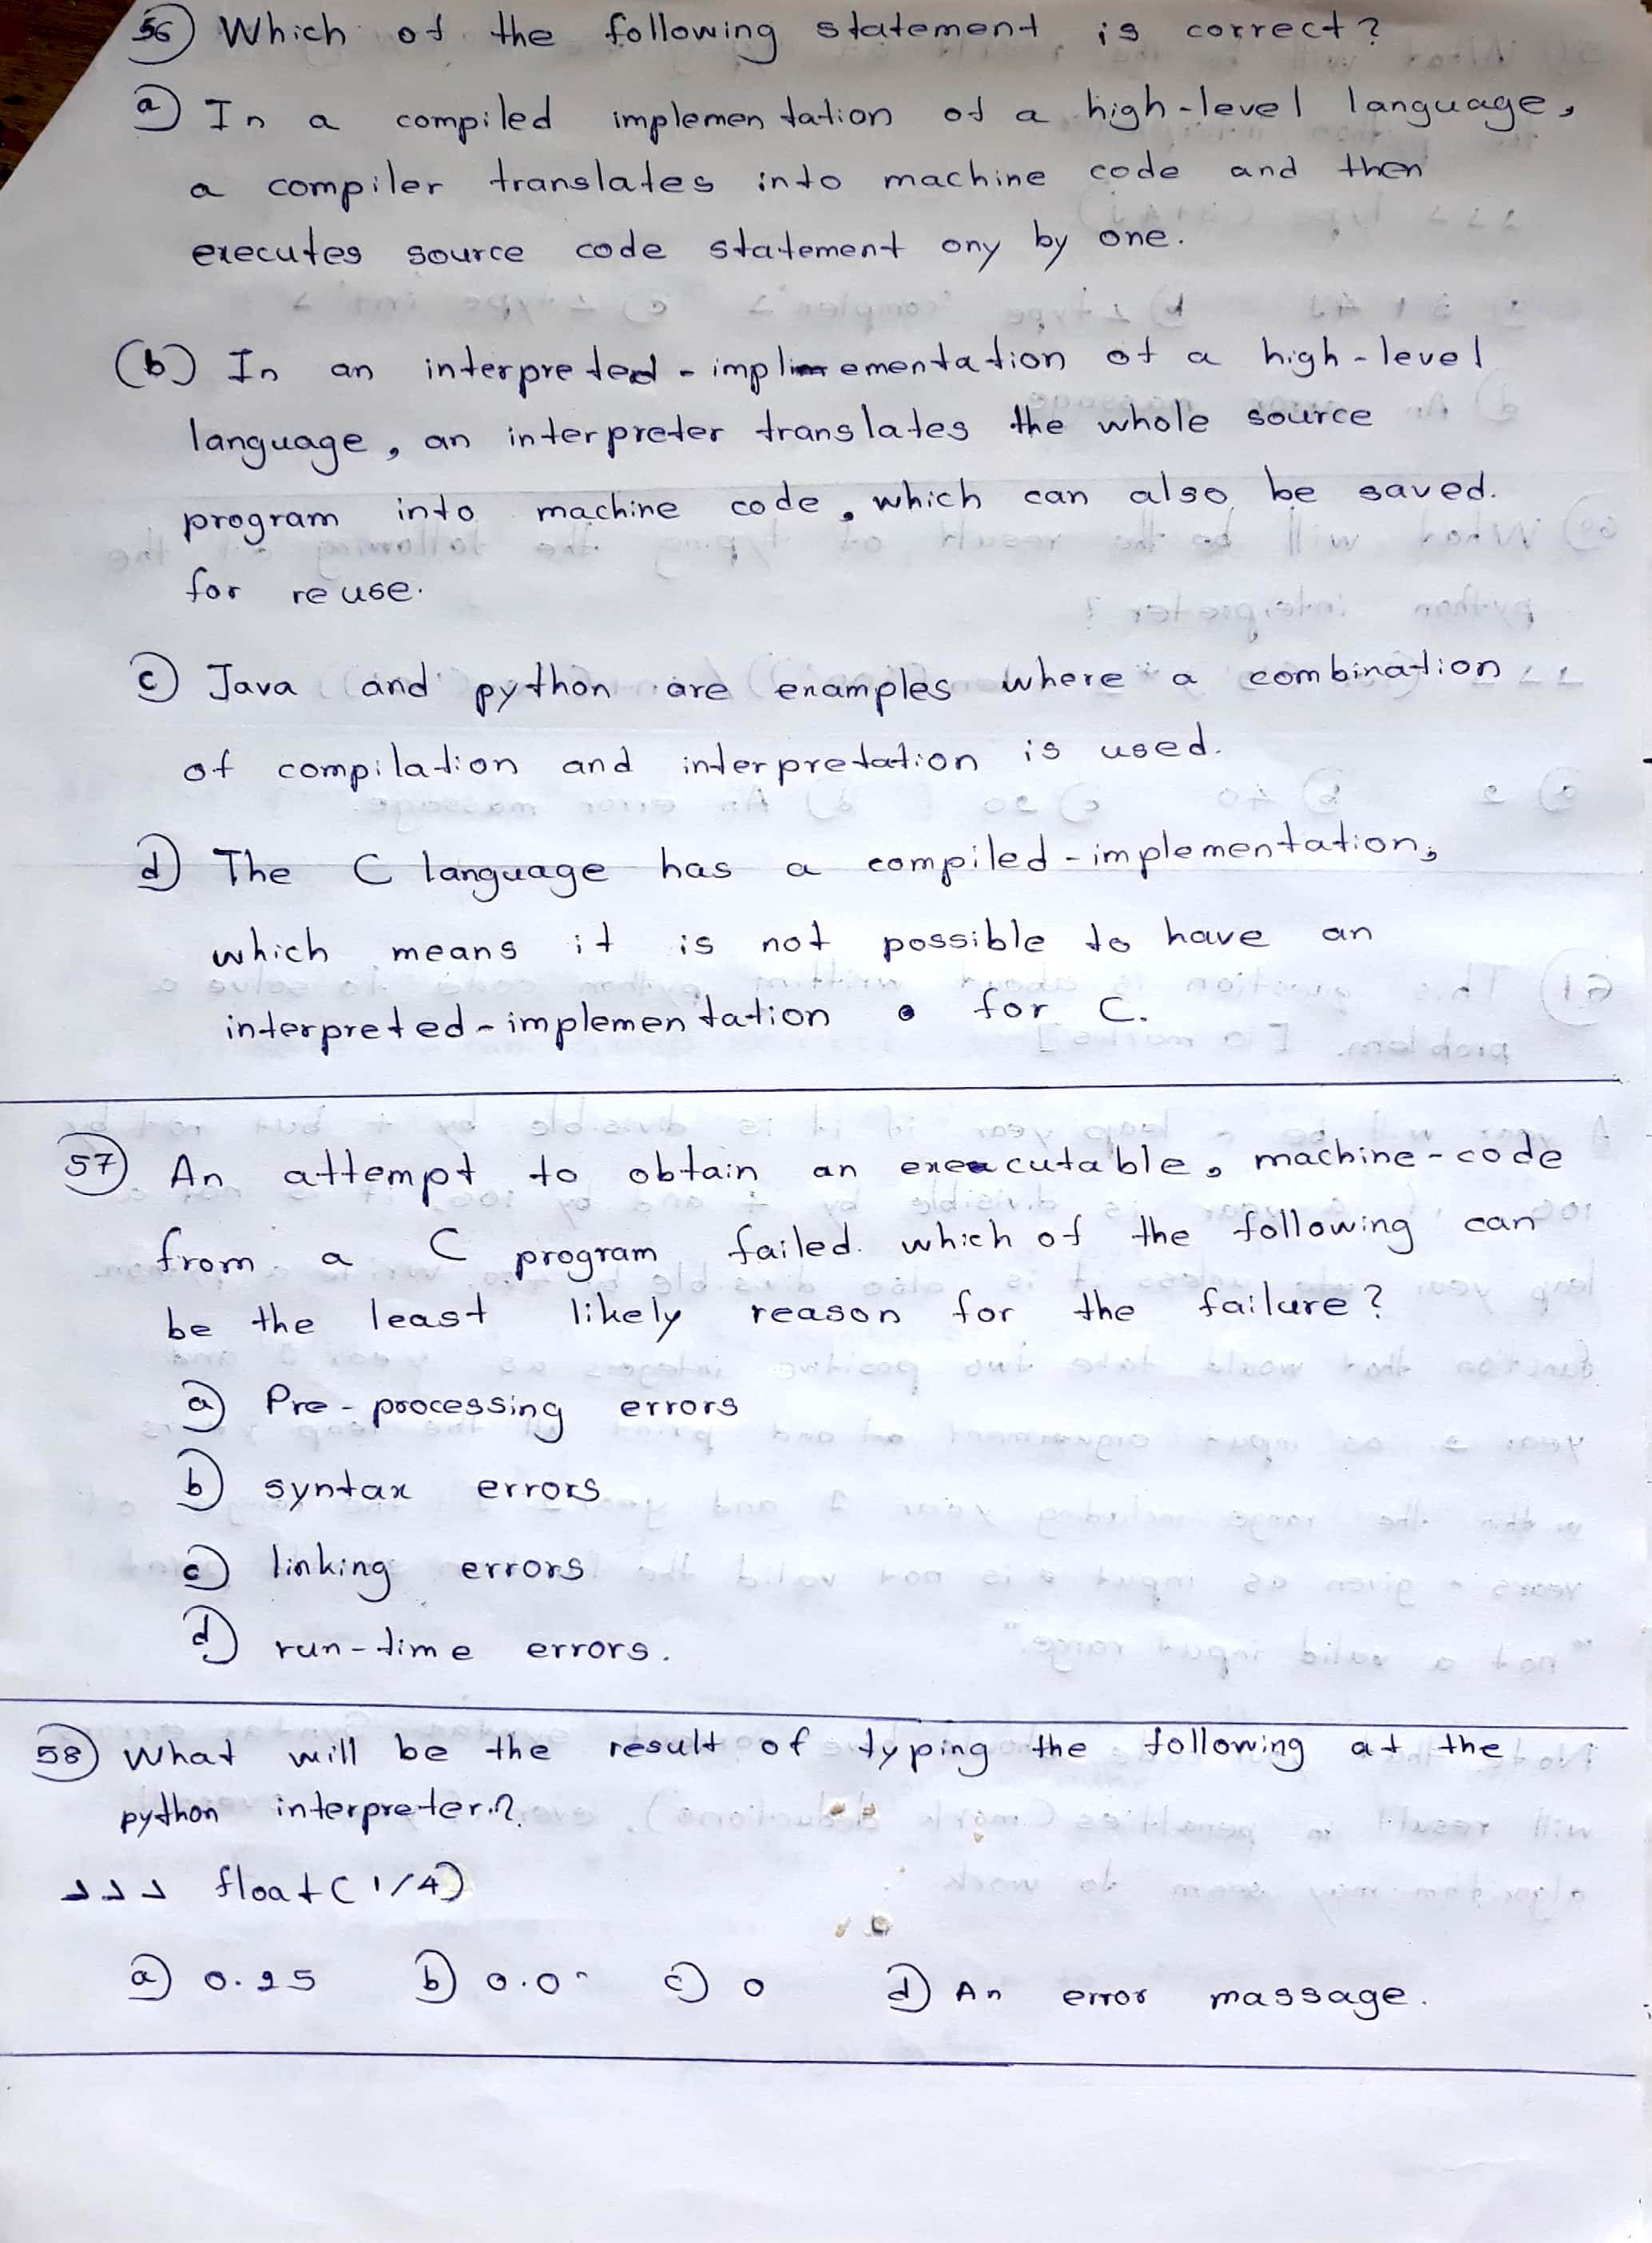 56) Which of the following statement is correct?
a) In a compiled implementation of a high-level language,
a compiler translates into machine code and then
executes source code statement ony by one.
(b) In an interpreted - implimementation of a high-level
language, an interpreter translates the whole source
program into machine code, which can also be saved.
for reuse.
c) Java and python are examples where a combination
of compilation and interpretation is used.
d) The C language has a compiled-implementation,
which means it is not possible to have an
interpreted-implementation for C.
57) An attempt to obtain an executable, machine-code
from a C program failed. which of the following can
be the least likely reason for the failure?
a) Pre-processing errors
b) syntax errors
c) linking errors
d) run-time errors.
58) What will be the result of typing the following at the
python interpreter?
>>> float(1/4)
a) 0.25 b) 0.0 c) 0 d) An error massage.